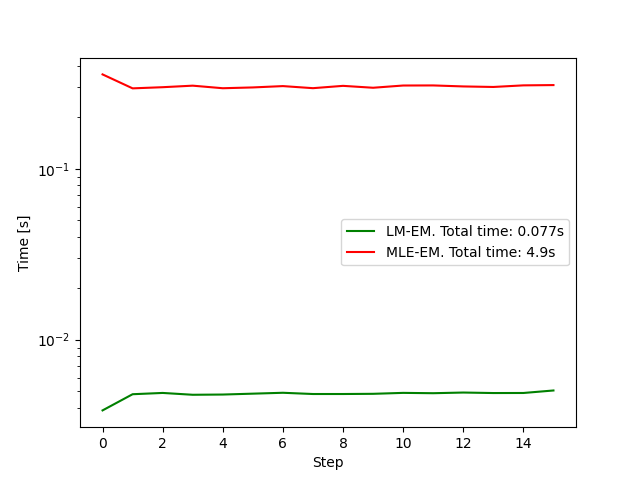 10⁻¹
10⁻²
Time [s]
LM-EM. Total time: 0.077s
MLE-EM. Total time: 4.9s
0 2 4 6 8 10 12 14
Step